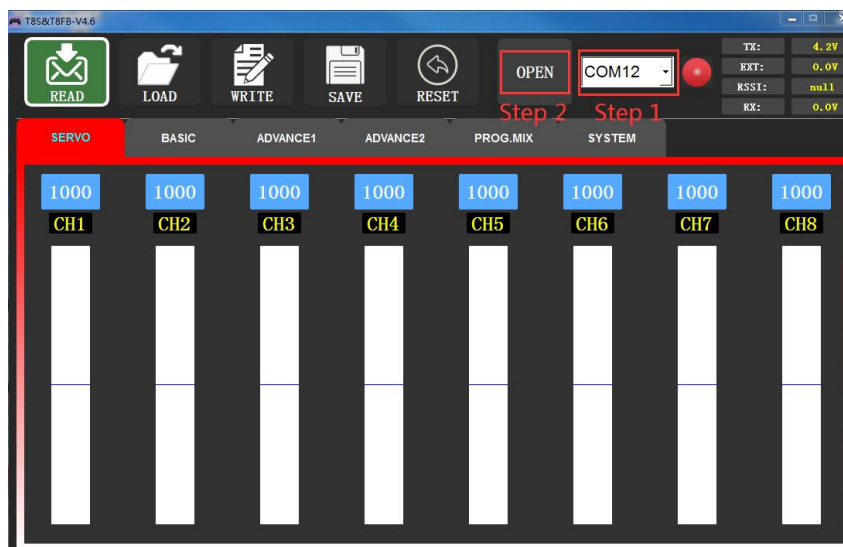 T8S&T8FB-V4.6
READ
LOAD
WRITE
SAVE
RESET
OPEN
COM12
Step 2
Step 1
TX: 4.2V
EXT: 0.0V
RSSI: null
RX: 0.0V
SERVO BASIC ADVANCE1 ADVANCE2 PROG.MIX SYSTEM
1000 1000 1000 1000 1000 1000 1000 1000
CH1 CH2 CH3 CH4 CH5 CH6 CH7 CH8